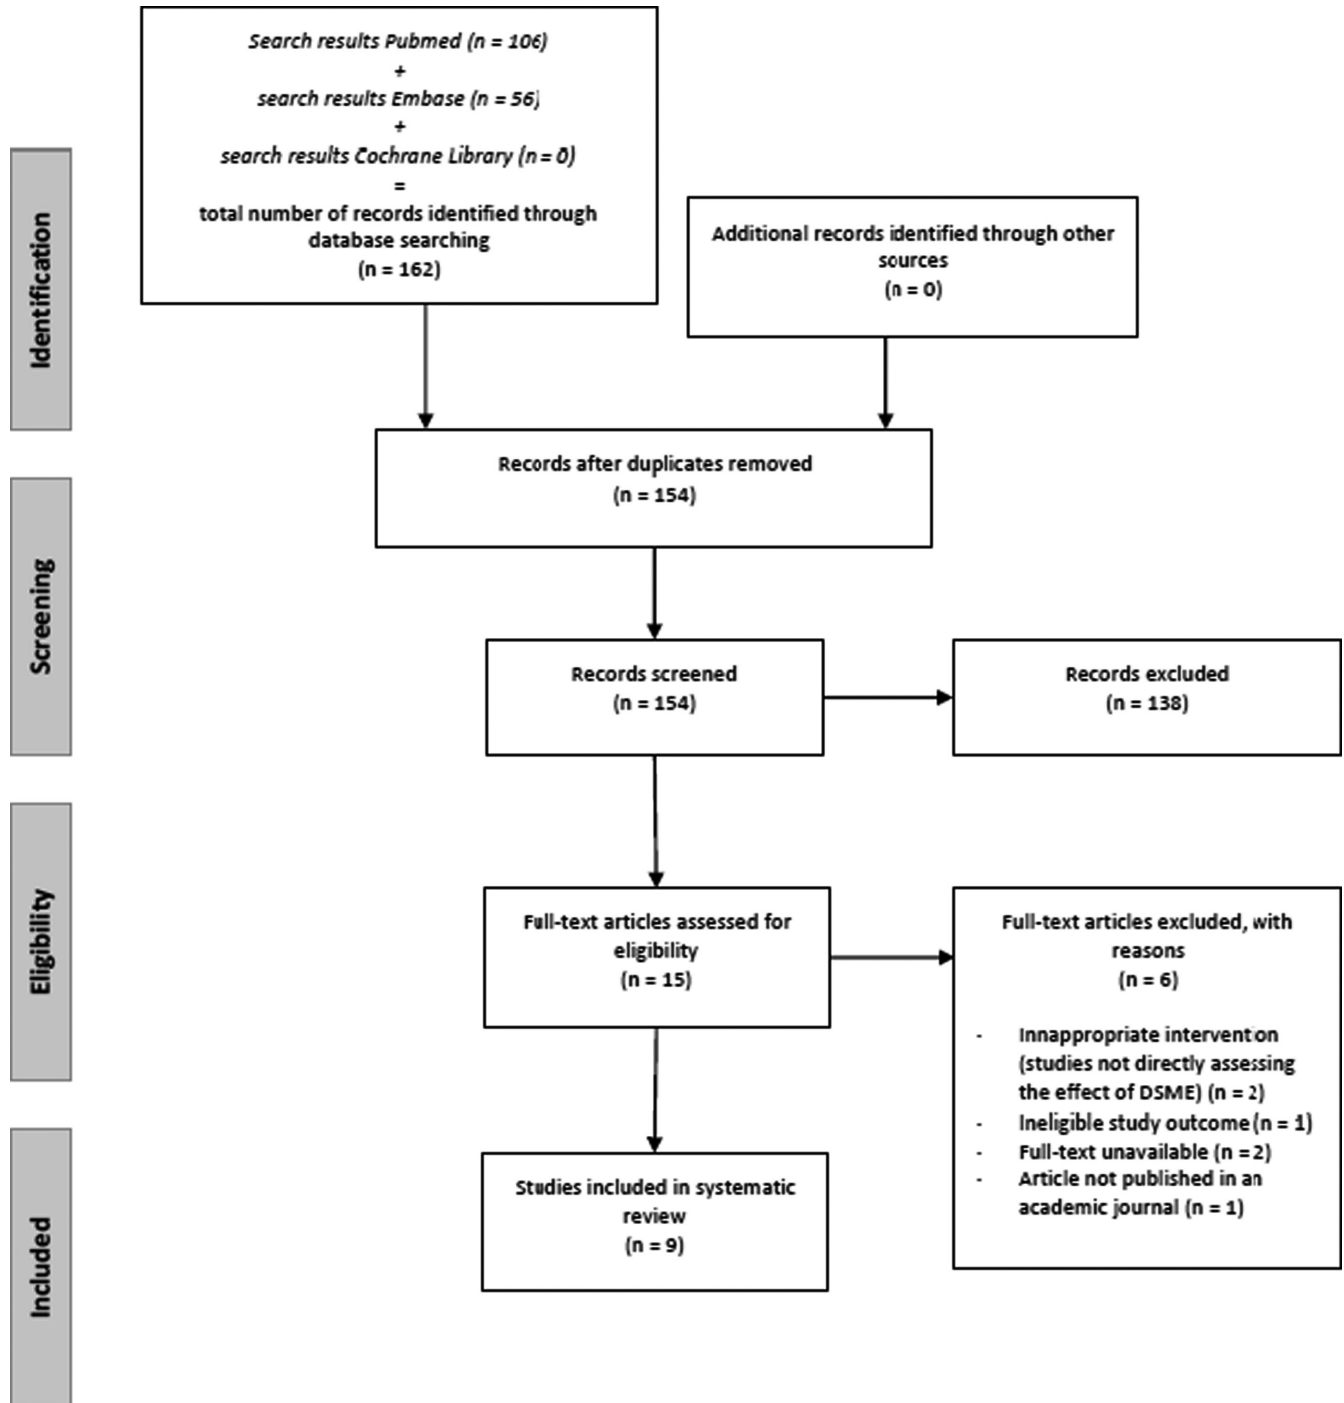 Search results Pubmed (n = 106)
+
search results Embase (n = 56)
+
search results Cochrane Library (n = 0)
=
total number of records identified through
database searching
(n = 162)
Additional records identified through other
sources
(n = 0)
Identification
Records after duplicates removed
(n = 154)
Screening
Records screened
(n = 154)
Records excluded
(n = 138)
Eligibility
Full-text articles assessed for
eligibility
(n = 15)
Full-text articles excluded, with
reasons
(n = 6)
- Innappropriate intervention
(studies not directly assessing
the effect of DSME) (n = 2)
- Ineligible study outcome (n = 1)
- Full-text unavailable (n = 2)
- Article not published in an
academic journal (n = 1)
Included
Studies included in systematic
review
(n = 9)